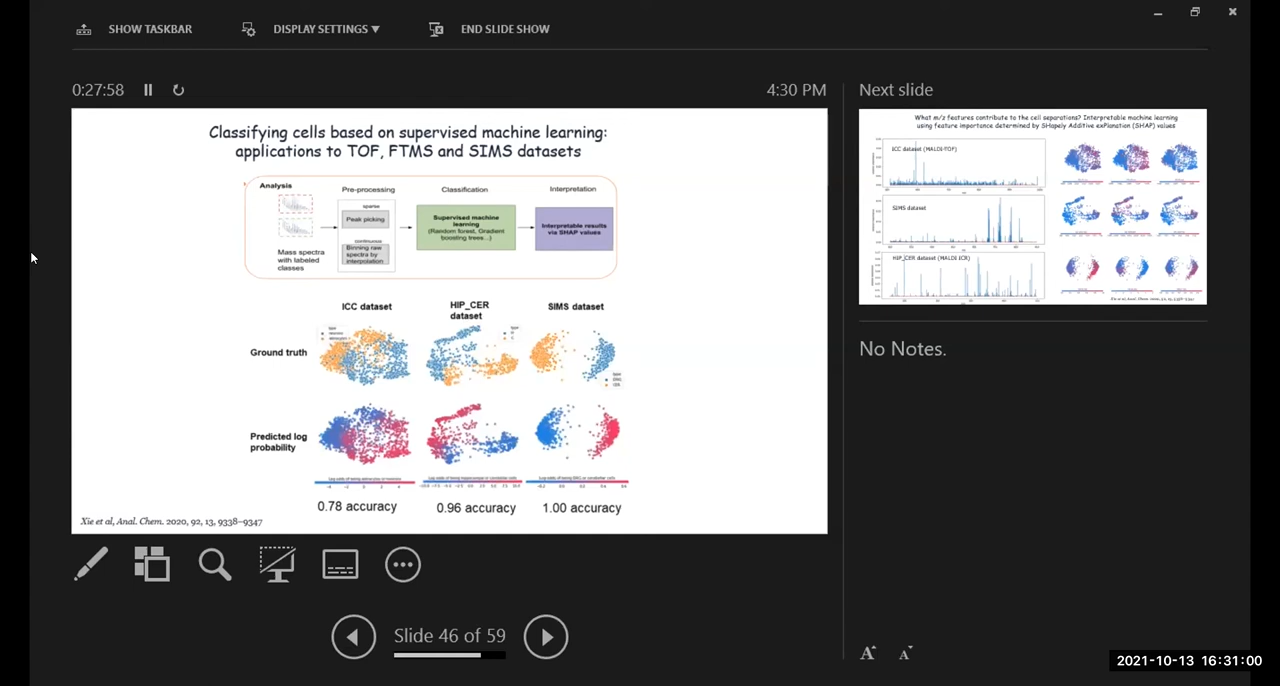 SHOW TASKBAR
DISPLAY SETTINGS ▼
END SLIDE SHOW
0:27:58
4:30 PM
Classifying cells based on supervised machine learning:
applications to TOF, FTMS and SIMS datasets
Analysis
Pre-processing
Classification
Interpretation
Mass spectra
with labeled
classes
sparse
Peak picking
continuous
Binning raw
spectra by
interpolation
Supervised machine
learning
(Random forest, Gradient
boosting trees...)
Interpretable results
via SHAP values
ICC dataset
HIP_CER
dataset
SIMS dataset
Ground truth
Predicted log
probability
0.78 accuracy
0.96 accuracy
1.00 accuracy
Xie et al, Anal. Chem. 2020, 92, 13, 9338–9347
Slide 46 of 59
Next slide
What m/z features contribute to the cell separations? Interpretable machine learning
using feature importance determined by SHapely Additive exPlanation (SHAP) values
ICC dataset (MALDI-TOF)
SIMS dataset
HIP_CER dataset (MALDI ICR)
No Notes.
A A
2021-10-13 16:31:00